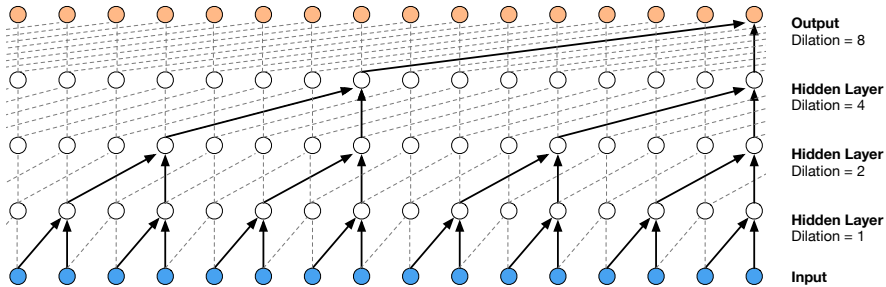 Output
Dilation = 8
Hidden Layer
Dilation = 4
Hidden Layer
Dilation = 2
Hidden Layer
Dilation = 1
Input